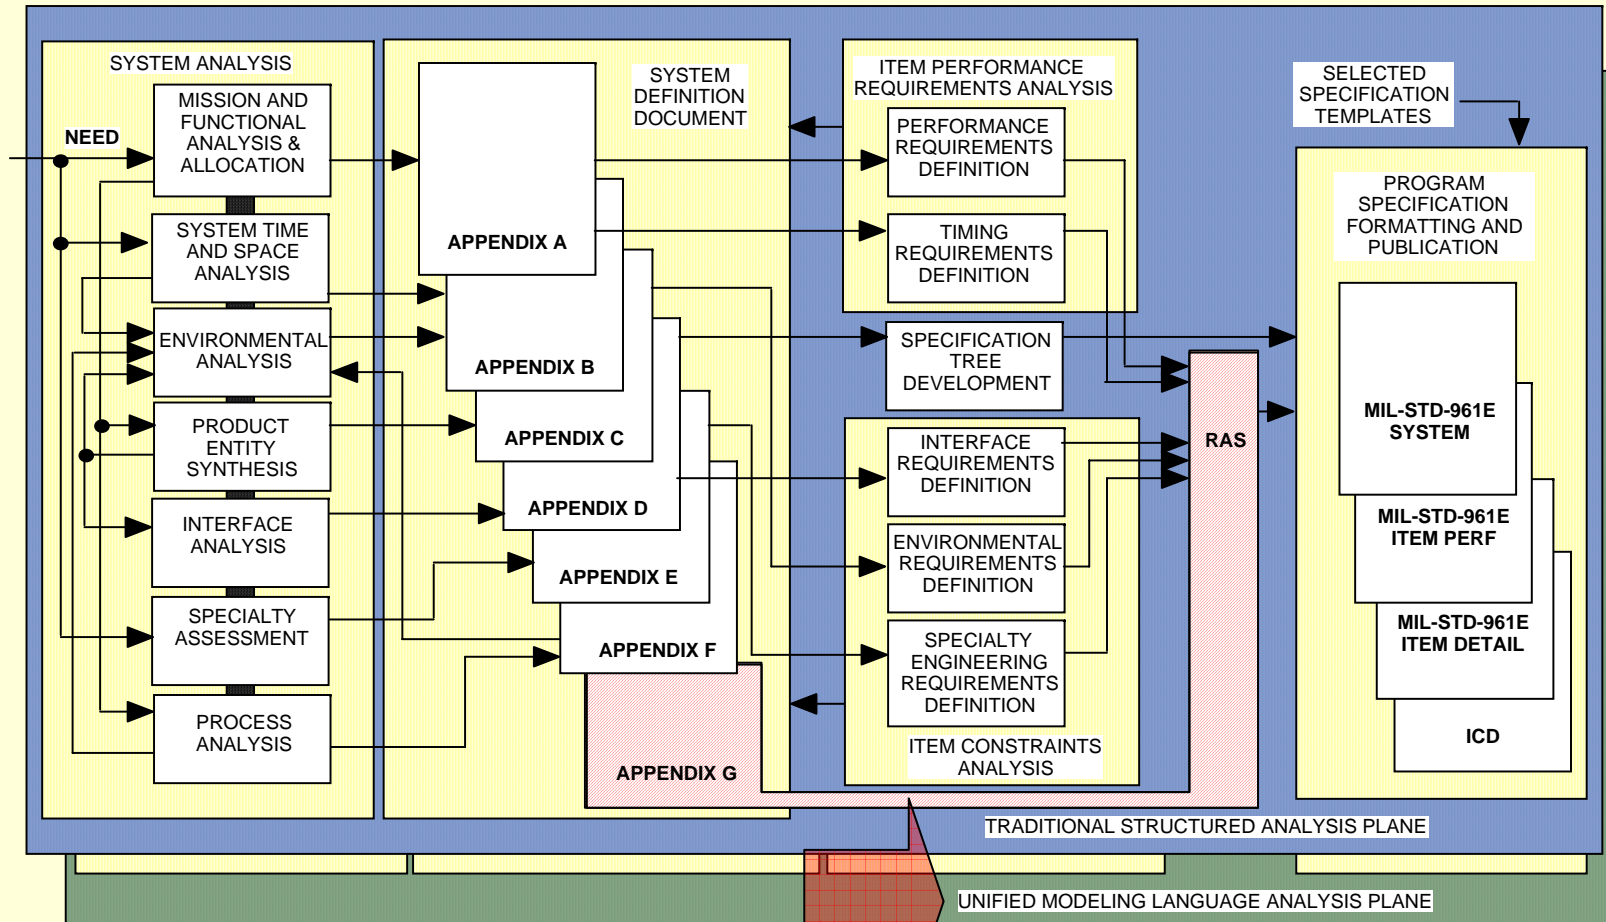 SYSTEM ANALYSIS
NEED
MISSION AND
FUNCTIONAL
ANALYSIS &
ALLOCATION
SYSTEM TIME
AND SPACE
ANALYSIS
ENVIRONMENTAL
ANALYSIS
PRODUCT
ENTITY
SYNTHESIS
INTERFACE
ANALYSIS
SPECIALTY
ASSESSMENT
PROCESS
ANALYSIS
SYSTEM
DEFINITION
DOCUMENT
APPENDIX A
APPENDIX B
APPENDIX C
APPENDIX D
APPENDIX E
APPENDIX F
APPENDIX G
ITEM PERFORMANCE
REQUIREMENTS ANALYSIS
PERFORMANCE
REQUIREMENTS
DEFINITION
TIMING
REQUIREMENTS
DEFINITION
SPECIFICATION
TREE
DEVELOPMENT
INTERFACE
REQUIREMENTS
DEFINITION
ENVIRONMENTAL
REQUIREMENTS
DEFINITION
SPECIALTY
ENGINEERING
REQUIREMENTS
DEFINITION
ITEM CONSTRAINTS
ANALYSIS
RAS
SELECTED
SPECIFICATION
TEMPLATES
PROGRAM
SPECIFICATION
FORMATTING AND
PUBLICATION
MIL-STD-961E
SYSTEM
MIL-STD-961E
ITEM PERF
MIL-STD-961E
ITEM DETAIL
ICD
TRADITIONAL STRUCTURED ANALYSIS PLANE
UNIFIED MODELING LANGUAGE ANALYSIS PLANE